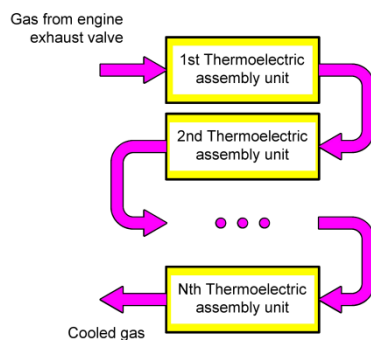 Gas from engine
exhaust valve
1st Thermoelectric
assembly unit
2nd Thermoelectric
assembly unit
Nth Thermoelectric
assembly unit
Cooled gas